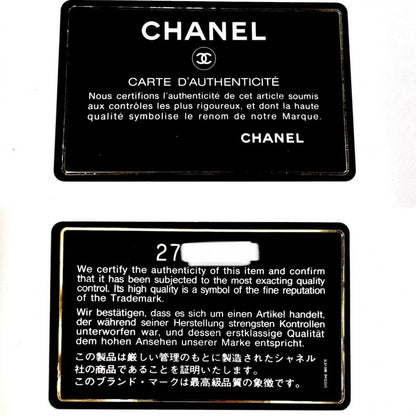 CHANEL
CARTE D'AUTHENTICITÉ
Nous certifions l'authenticité de cet article soumis
aux contrôles les plus rigoureux, et dont la haute
qualité symbolise le renom de notre Marque.
CHANEL
27
We certify the authenticity of this item and confirm
that it has been subjected to the most exacting quality
control. Its high quality is a symbol of the fine reputation
of the Trademark.
Wir bestätigen, dass es sich um einen Artikel handelt,
der während seiner Herstellung strengsten Kontrollen
unterworfen war, und dessen erstklassige Qualität
dem hohen Ansehen unserer Marke entspricht.
この製品は厳しい管理のもとに製造されたシャネル
社の商品であることを証明いたします。
このブランド・マークは最高級品質の象徴です。